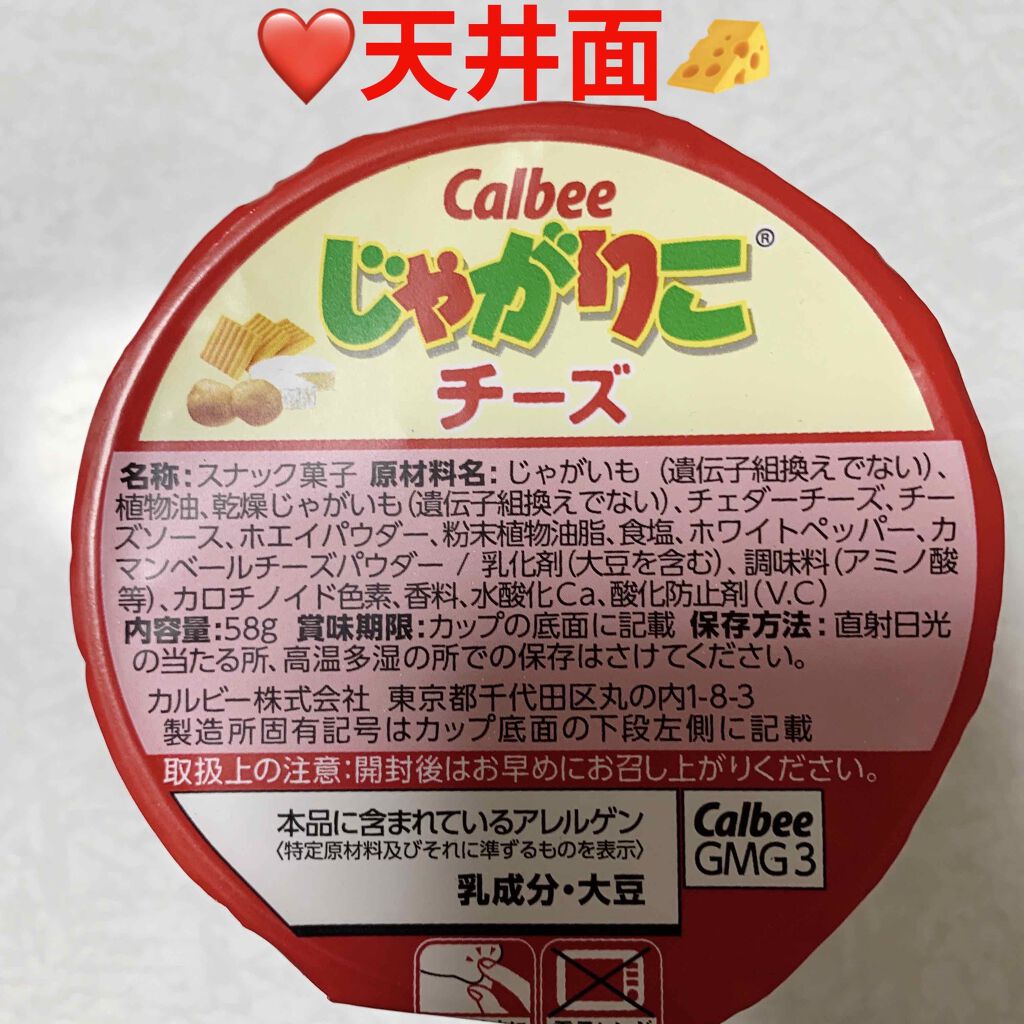 ❤️天井面🧀
Calbee
じゃがりこ®
チーズ
名称:スナック菓子 原材料名:じゃがいも（遺伝子組換えでない）、
植物油、乾燥じゃがいも（遺伝子組換えでない）、チェダーチーズ、チー
ズソース、ホエイパウダー、粉末植物油脂、食塩、ホワイトペッパー、カ
マンベールチーズパウダー / 乳化剤（大豆を含む）、調味料（アミノ酸
等）、カロチノイド色素、香料、水酸化Ca、酸化防止剤（V.C）
内容量:58g 賞味期限:カップの底面に記載 保存方法:直射日光
の当たる所、高温多湿の所での保存はさけてください。
カルビー株式会社 東京都千代田区丸の内1-8-3
製造所固有記号はカップ底面の下段左側に記載
取扱上の注意:開封後はお早めにお召し上がりください。
本品に含まれているアレルゲン
〈特定原材料及びそれに準ずるものを表示〉
乳成分・大豆
Calbee
GMG3